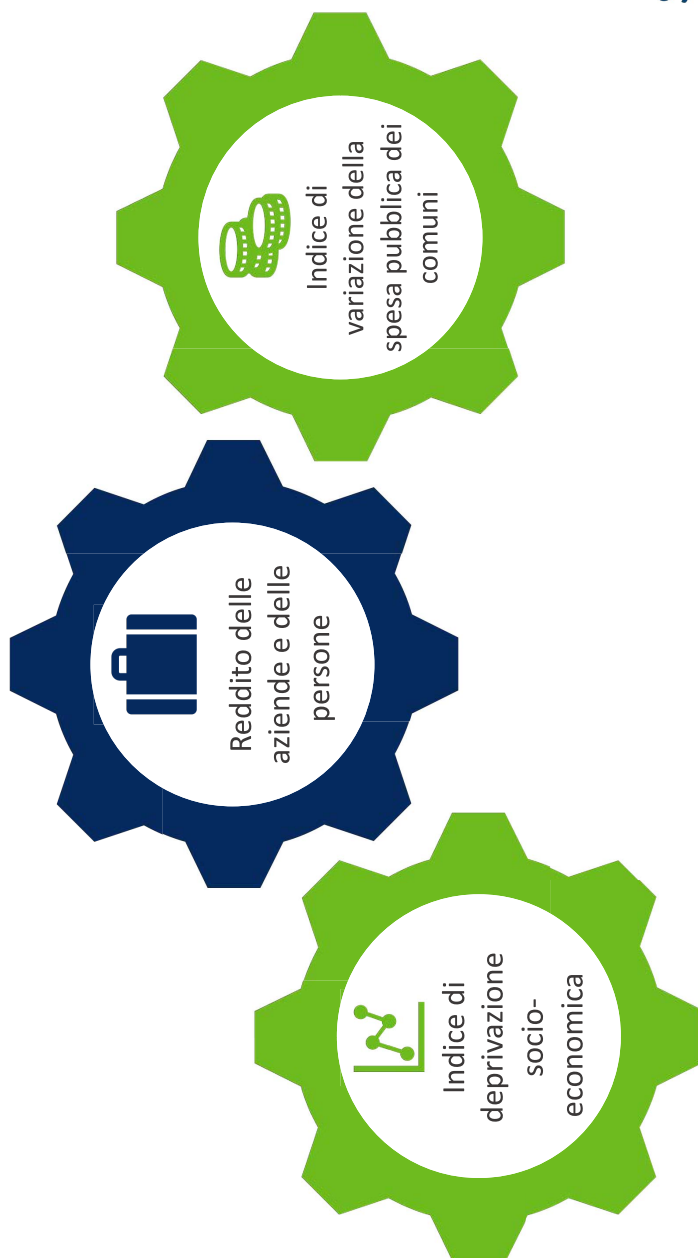 Indice di
deprivazione
socio-
economica
Reddito delle
aziende e delle
persone
Indice di
variazione della
spesa pubblica dei
comuni